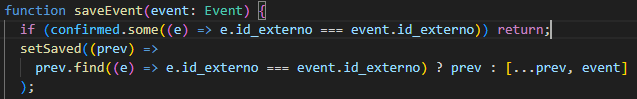 function saveEvent(event: Event) {
if (confirmed.some((e) => e.id_externo === event.id_externo)) return;
setSaved((prev) =>
prev.find((e) => e.id_externo === event.id_externo) ? prev : [...prev, event]
);